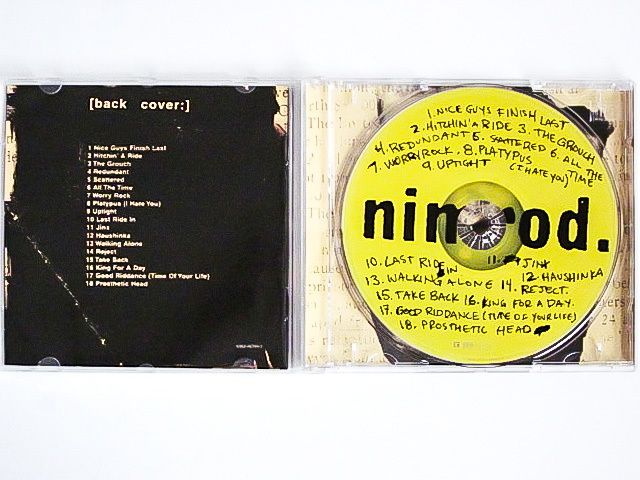 [back cover:]
1 Nice Guys Finish Last
2 Hitchin' A Ride
3 The Grouch
4 Redundant
5 Scattered
6 All The Time
7 Worry Rock
8 Platypus (I Hate You)
9 Uptight
10 Last Ride In
11 Jinx
12 Haushinka
13 Walking Alone
14 Reject
15 Take Back
16 King For A Day
17 Good Riddance (Time Of Your Life)
18 Prosthetic Head
1. NICE GUYS FINISH LAST
2. HITCHIN' A RIDE 3. THE GROUCH
4. REDUNDANT 5. SCATTERED 6. ALL THE TIME
7. WORRY ROCK. 8. PLATYPUS (I HATE YOU)
9. UPTIGHT
nimrod.
10. LAST RIDE IN 11. JINX
12. HAUSHINKA
13. WALKING ALONE 14. REJECT.
15. TAKE BACK 16. KING FOR A DAY.
17. GOOD RIDDANCE (TIME OF YOUR LIFE)
18. PROSTHETIC HEAD